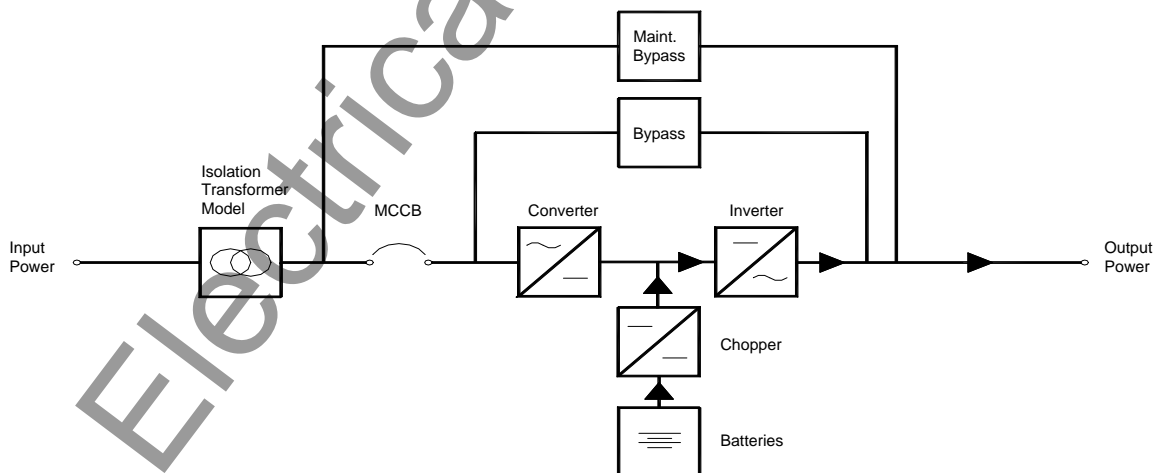 Maint.
Bypass
Bypass
Isolation
Transformer
Model
MCCB
Converter
Inverter
Input
Power
Output
Power
Chopper
Batteries
Electrica